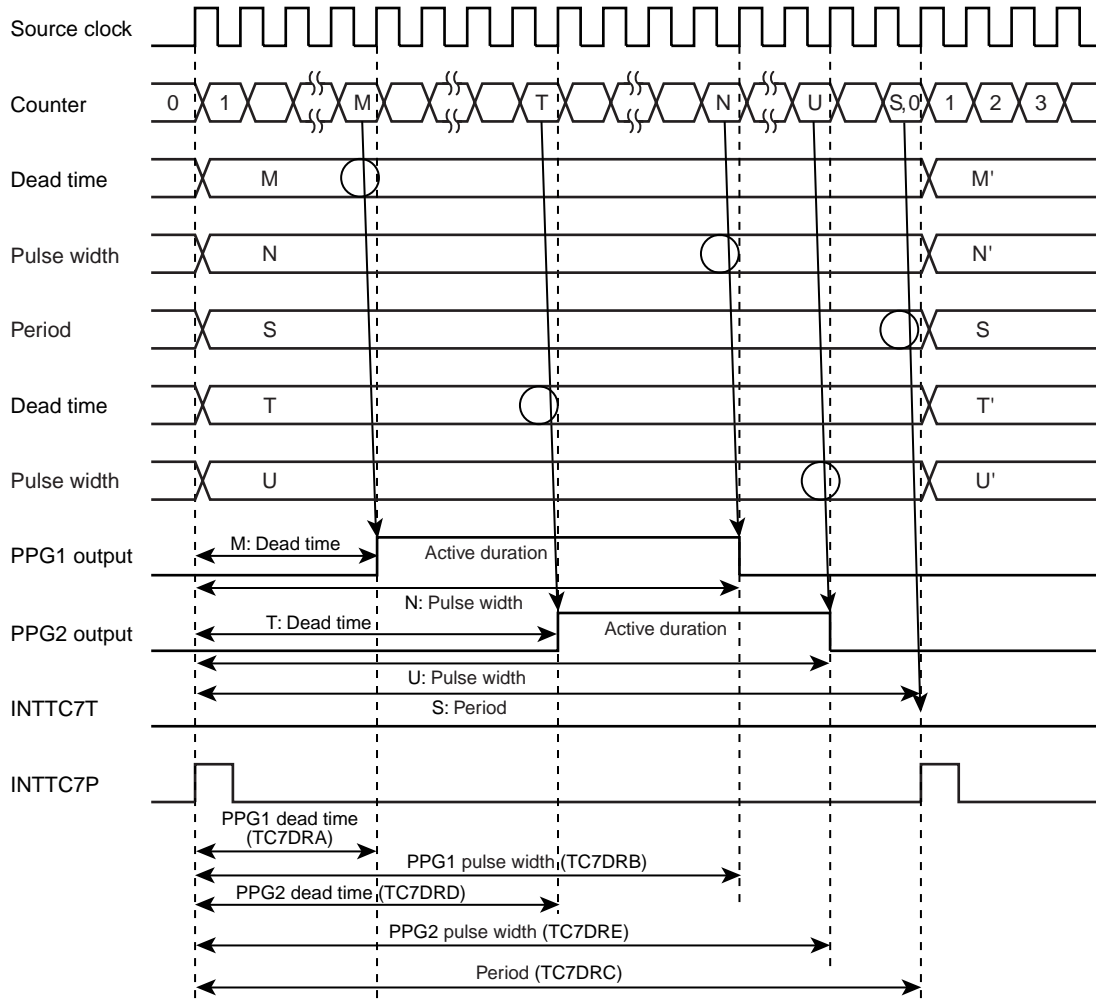 Source clock
Counter 0 1 M T N U S,0 1 2 3
Dead time M M'
Pulse width N N'
Period S S
Dead time T T'
Pulse width U U'
PPG1 output M: Dead time Active duration
N: Pulse width
PPG2 output T: Dead time Active duration
U: Pulse width
INTTC7T S: Period
INTTC7P
PPG1 dead time
(TC7DRA)
PPG1 pulse width (TC7DRB)
PPG2 dead time (TC7DRD)
PPG2 pulse width (TC7DRE)
Period (TC7DRC)